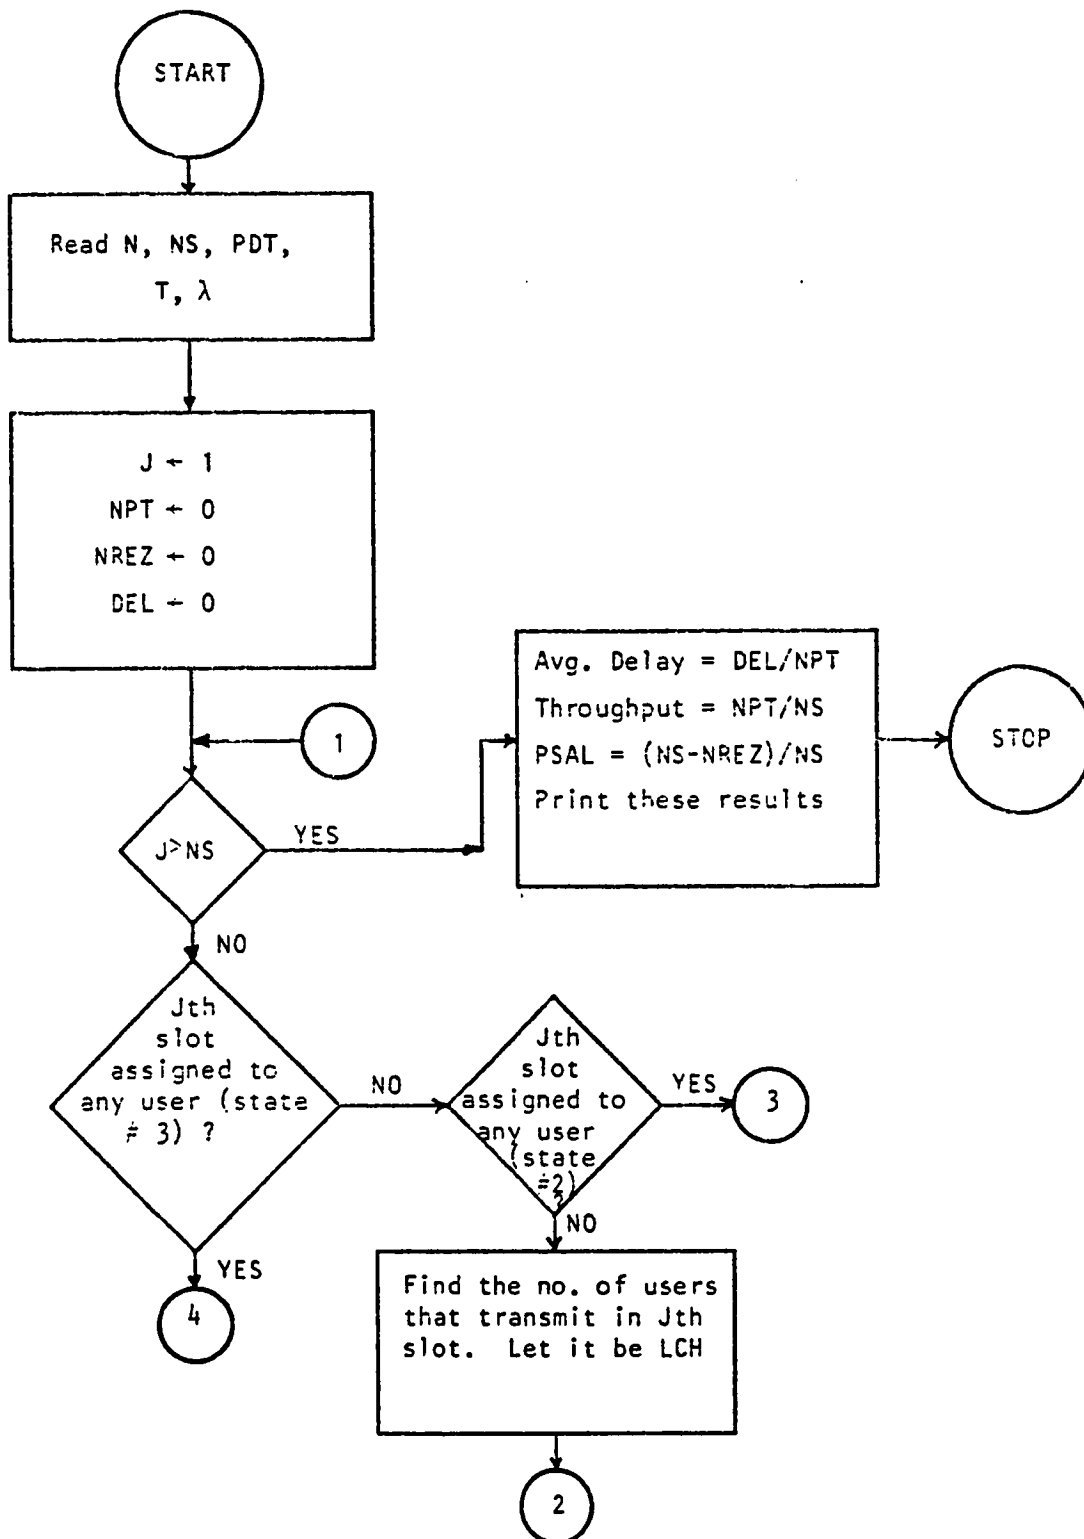 START
Read N, NS, PDT,
T, λ
J ← 1
NPT ← 0
NREZ ← 0
DEL ← 0
1
Avg. Delay = DEL/NPT
Throughput = NPT/NS
PSAL = (NS-NREZ)/NS
Print these results
STOP
J>NS
YES
NO
Jth
slot
assigned to
any user (state
# 3) ?
NO
Jth
slot
assigned to
any user
(state
#2)
?
YES
3
YES
4
NO
Find the no. of users
that transmit in Jth
slot. Let it be LCH
2